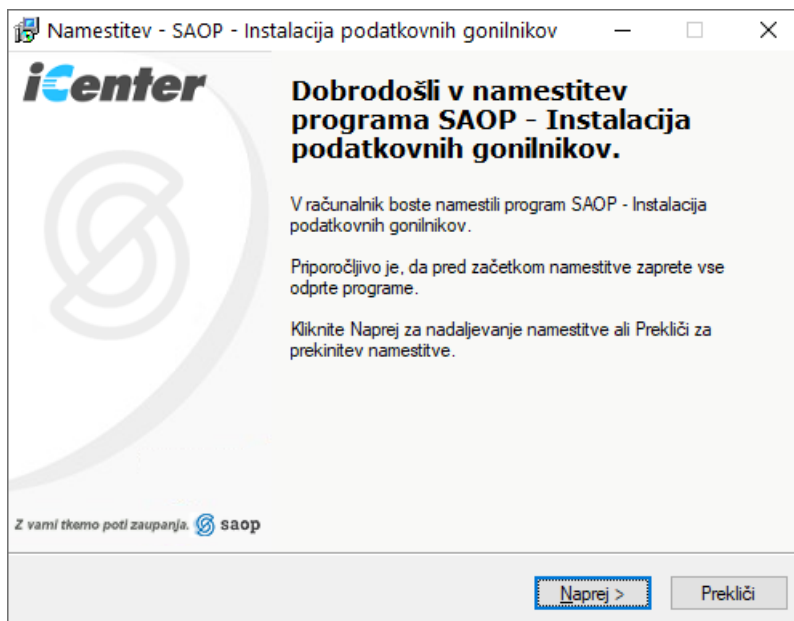 Namestitev - SAOP - Instalacija podatkovnih gonilnikov
iCenter
Dobrodošli v namestitev
programa SAOP - Instalacija
podatkovnih gonilnikov.
V računalnik boste namestili program SAOP - Instalacija
podatkovnih gonilnikov.
Priporočljivo je, da pred začetkom namestitve zaprete vse
odprte programe.
Kliknite Naprej za nadaljevanje namestitve ali Prekliči za
prekinitev namestitve.
Z vami tkemo poti zaupanja. saop
Naprej >
Prekliči